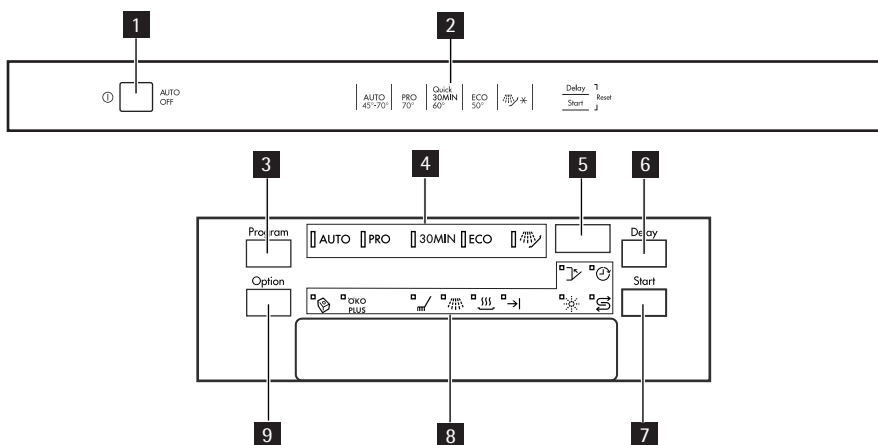 1 2
AUTO
OFF
AUTO
45°-70°
PRO
70°
Quick
30MIN
60°
ECO
50°
Delay
Start
Reset
3 4 5 6
Program
AUTO PRO 30MIN ECO
Delay
Option
ÖKO
PLUS
Start
9 8 7